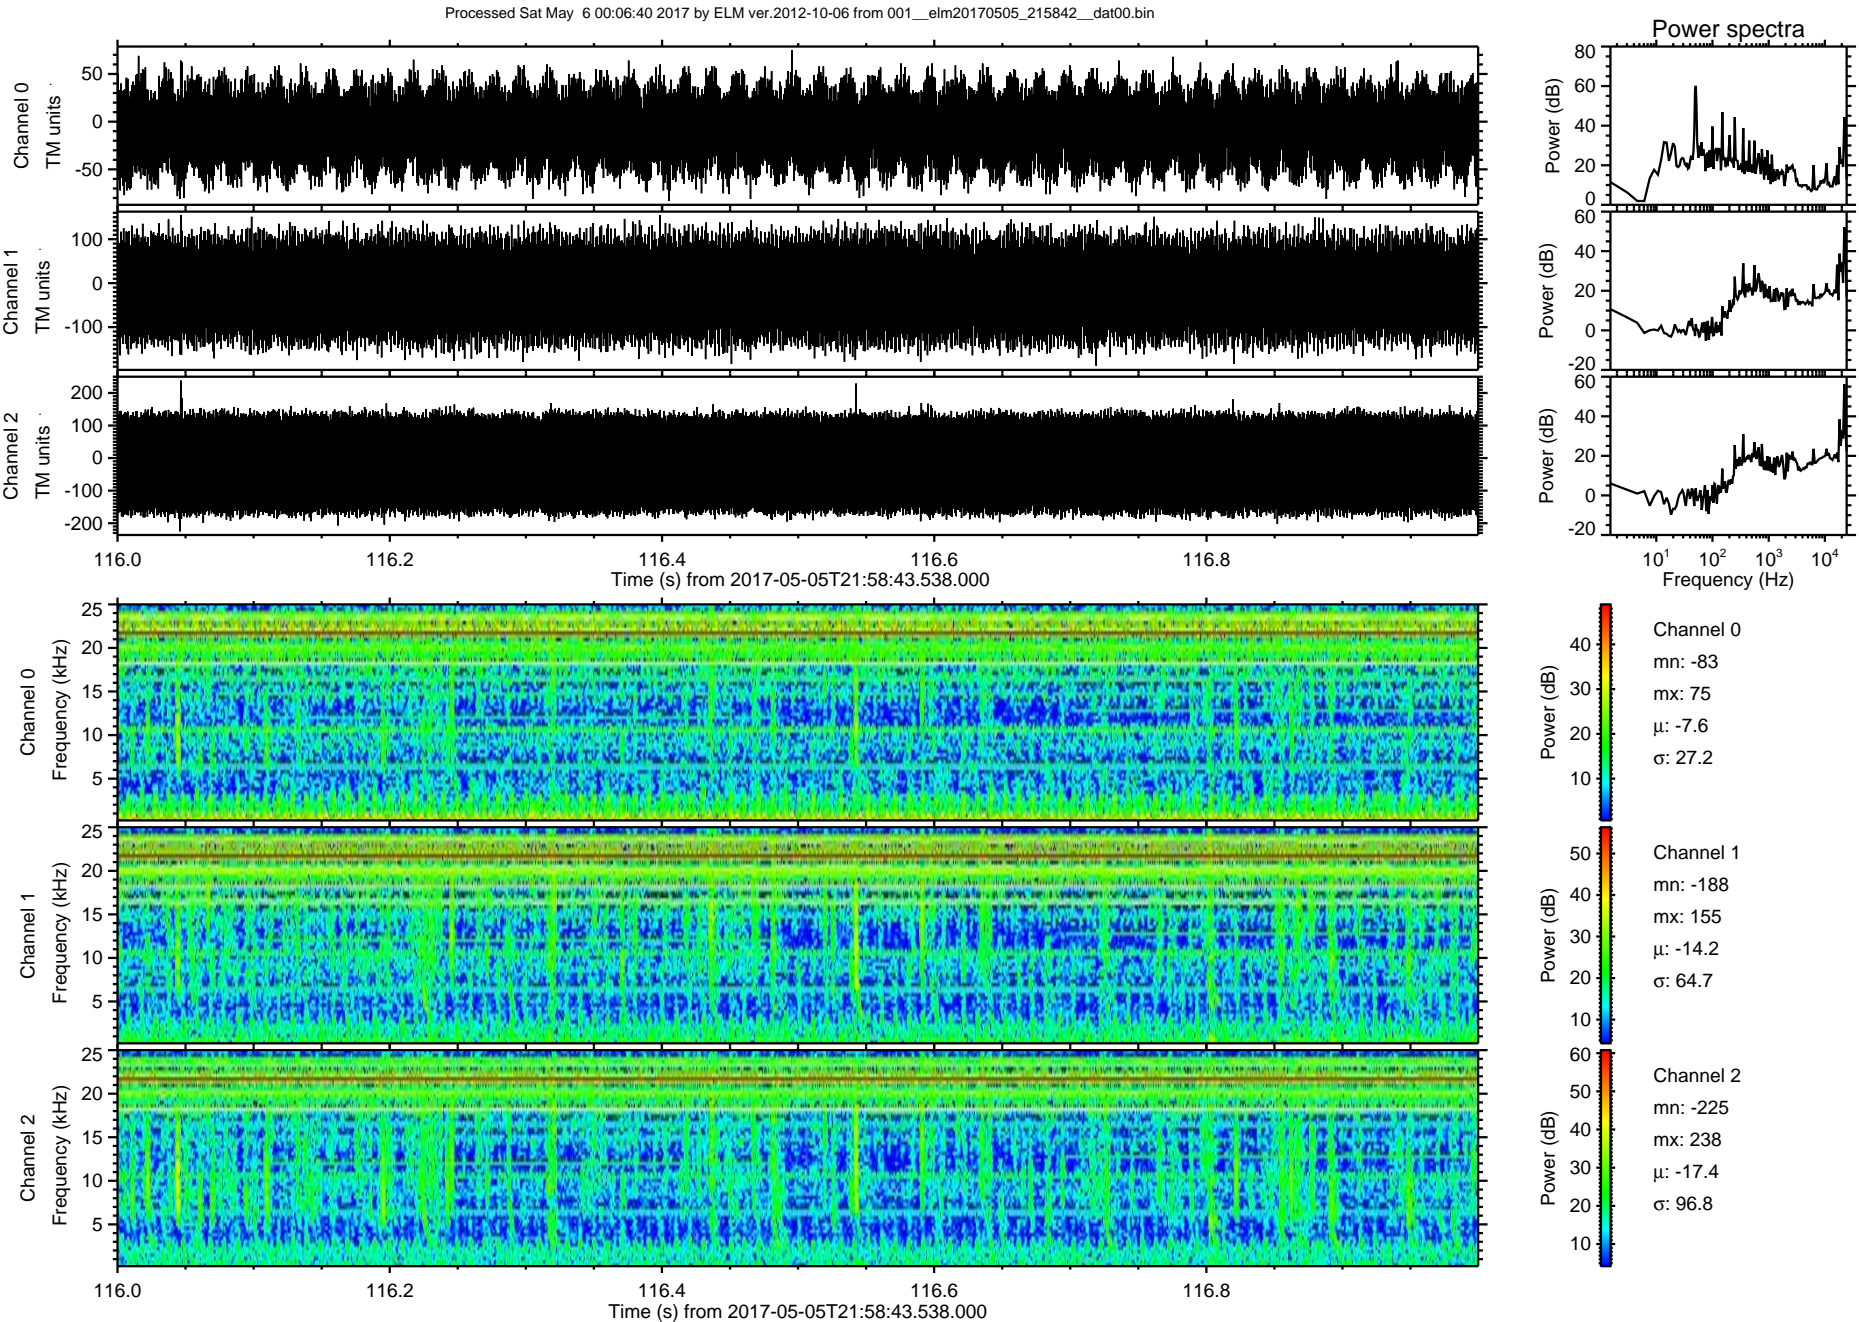 Processed Sat May  6 00:06:40 2017 by ELM ver.2012-10-06 from 001__elm20170505_215842__dat00.bin
Power spectra
Channel 0
TM units
50
0
-50
Power (dB)
80
60
40
20
0
Channel 1
TM units
100
0
-100
Power (dB)
60
40
20
0
-20
Channel 2
TM units
200
100
0
-100
-200
Power (dB)
60
40
20
0
-20
116.0 116.2 116.4 116.6 116.8
Time (s) from 2017-05-05T21:58:43.538.000
10^1 10^2 10^3 10^4
Frequency (Hz)
Channel 0
Frequency (kHz)
25
20
15
10
5
Power (dB)
40
30
20
10
Channel 0
mn: -83
mx: 75
μ: -7.6
σ: 27.2
Channel 1
Frequency (kHz)
25
20
15
10
5
Power (dB)
50
40
30
20
10
Channel 1
mn: -188
mx: 155
μ: -14.2
σ: 64.7
Channel 2
Frequency (kHz)
25
20
15
10
5
Power (dB)
60
50
40
30
20
10
Channel 2
mn: -225
mx: 238
μ: -17.4
σ: 96.8
116.0 116.2 116.4 116.6 116.8
Time (s) from 2017-05-05T21:58:43.538.000